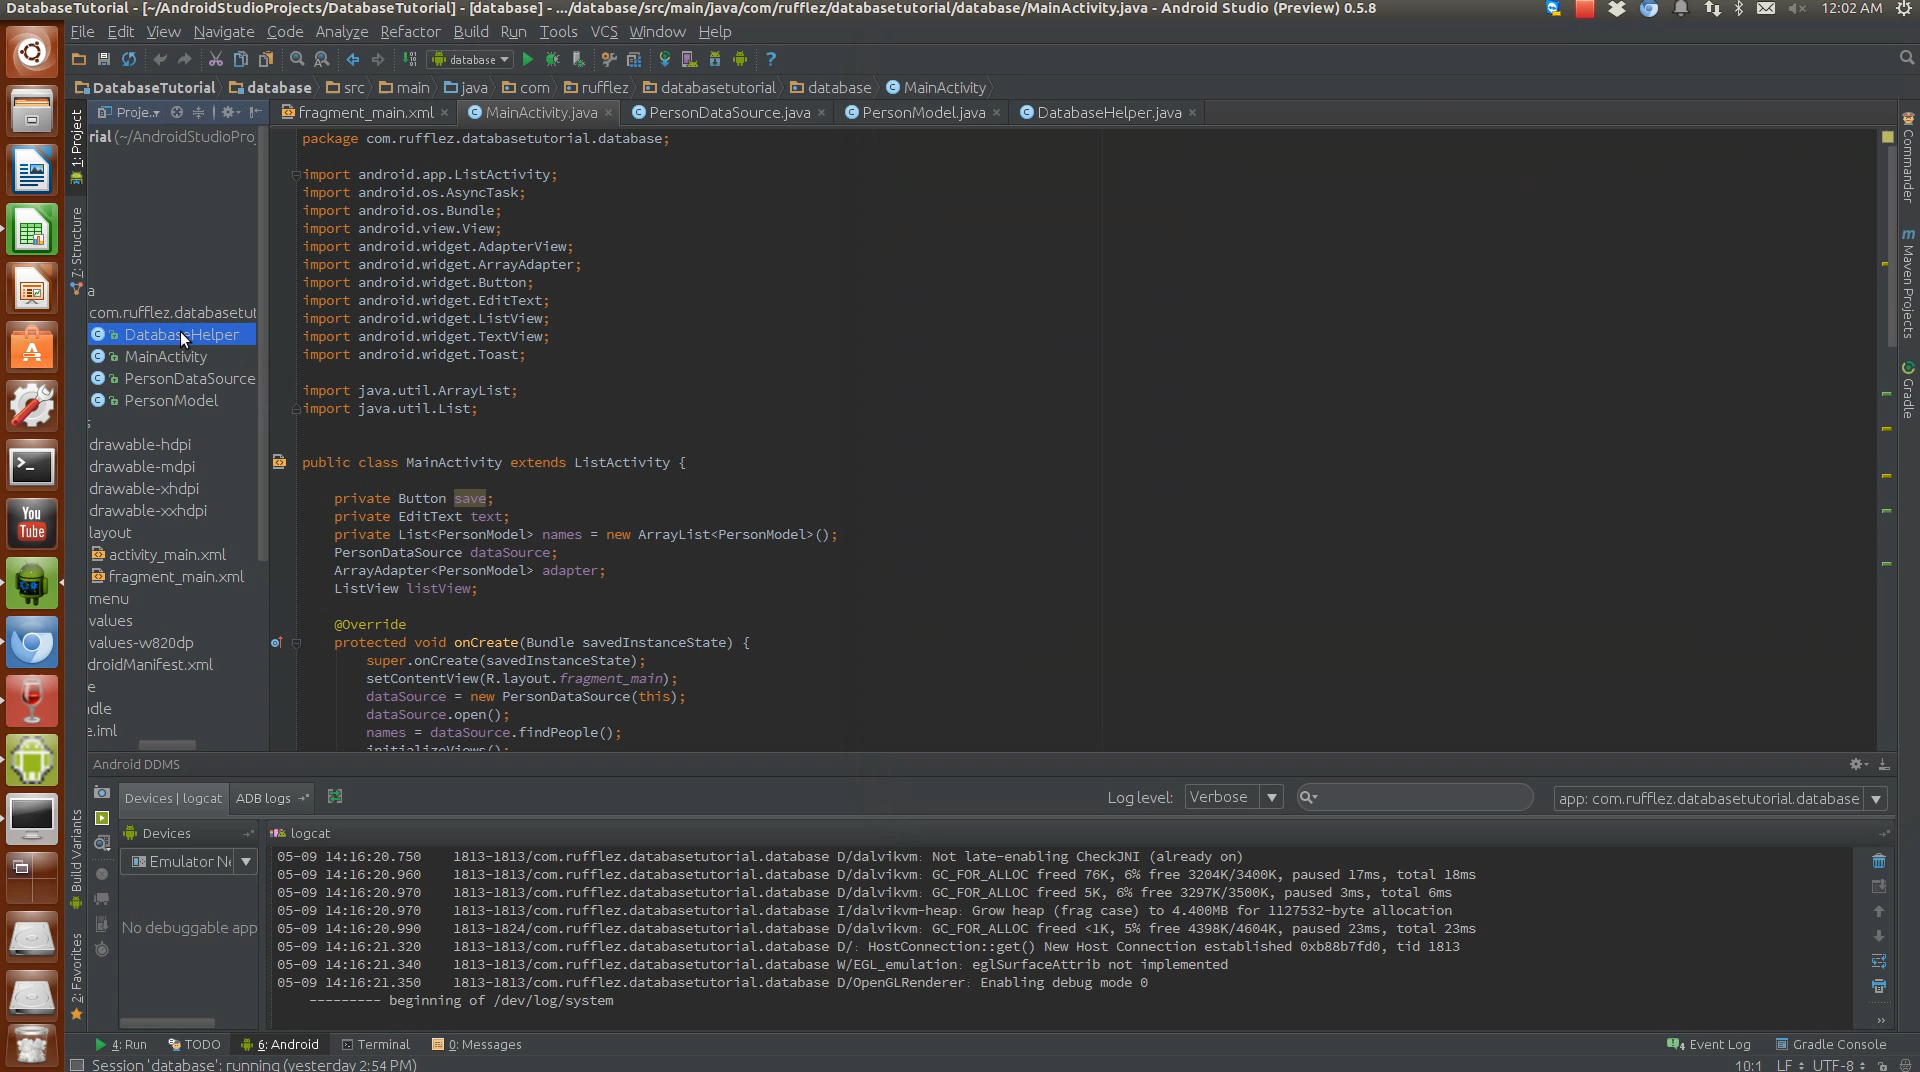 DatabaseTutorial - [~/AndroidStudioProjects/DatabaseTutorial] - [database] - .../database/src/main/java/com/rufflez/databasetutorial/database/MainActivity.java - Android Studio (Preview) 0.5.8
12:02 AM
File Edit View Navigate Code Analyze Refactor Build Run Tools VCS Window Help
database
DatabaseTutorial database src main java com rufflez databasetutorial database MainActivity
1: Project
7: Structure
Build Variants
2: Favorites
Proje..
fragment_main.xml MainActivity.java PersonDataSource.java PersonModel.java DatabaseHelper.java
rial (~/AndroidStudioProj
a
com.rufflez.databasetut
DatabaseHelper
MainActivity
PersonDataSource
PersonModel
s
drawable-hdpi
drawable-mdpi
drawable-xhdpi
drawable-xxhdpi
layout
activity_main.xml
fragment_main.xml
menu
values
values-w820dp
droidManifest.xml
e
dle
e.iml
You
Tube
package com.rufflez.databasetutorial.database;
import android.app.ListActivity;
import android.os.AsyncTask;
import android.os.Bundle;
import android.view.View;
import android.widget.AdapterView;
import android.widget.ArrayAdapter;
import android.widget.Button;
import android.widget.EditText;
import android.widget.ListView;
import android.widget.TextView;
import android.widget.Toast;
import java.util.ArrayList;
import java.util.List;
public class MainActivity extends ListActivity {
private Button save;
private EditText text;
private List<PersonModel> names = new ArrayList<PersonModel>();
PersonDataSource dataSource;
ArrayAdapter<PersonModel> adapter;
ListView listView;
@Override
protected void onCreate(Bundle savedInstanceState) {
super.onCreate(savedInstanceState);
setContentView(R.layout.fragment_main);
dataSource = new PersonDataSource(this);
dataSource.open();
names = dataSource.findPeople();
initializeViews();
Commander
Maven Projects
Gradle
Android DDMS
Devices | logcat ADB logs
Log level: Verbose
app: com.rufflez.databasetutorial.database
Devices
logcat
Emulator Ne
No debuggable app
05-09 14:16:20.750 1813-1813/com.rufflez.databasetutorial.database D/dalvikvm: Not late-enabling CheckJNI (already on)
05-09 14:16:20.960 1813-1813/com.rufflez.databasetutorial.database D/dalvikvm: GC_FOR_ALLOC freed 76K, 6% free 3204K/3400K, paused 17ms, total 18ms
05-09 14:16:20.970 1813-1813/com.rufflez.databasetutorial.database D/dalvikvm: GC_FOR_ALLOC freed 5K, 6% free 3297K/3500K, paused 3ms, total 6ms
05-09 14:16:20.970 1813-1813/com.rufflez.databasetutorial.database I/dalvikvm-heap: Grow heap (frag case) to 4.400MB for 1127532-byte allocation
05-09 14:16:20.990 1813-1824/com.rufflez.databasetutorial.database D/dalvikvm: GC_FOR_ALLOC freed <1K, 5% free 4398K/4604K, paused 23ms, total 23ms
05-09 14:16:21.320 1813-1813/com.rufflez.databasetutorial.database D/: HostConnection::get() New Host Connection established 0xb88b7fd0, tid 1813
05-09 14:16:21.340 1813-1813/com.rufflez.databasetutorial.database W/EGL_emulation: eglSurfaceAttrib not implemented
05-09 14:16:21.350 1813-1813/com.rufflez.databasetutorial.database D/OpenGLRenderer: Enabling debug mode 0
--------- beginning of /dev/log/system
4: Run TODO 6: Android Terminal 0: Messages
4 Event Log Gradle Console
Session 'database': running (yesterday 2:54 PM)
10:1 LF UTF-8